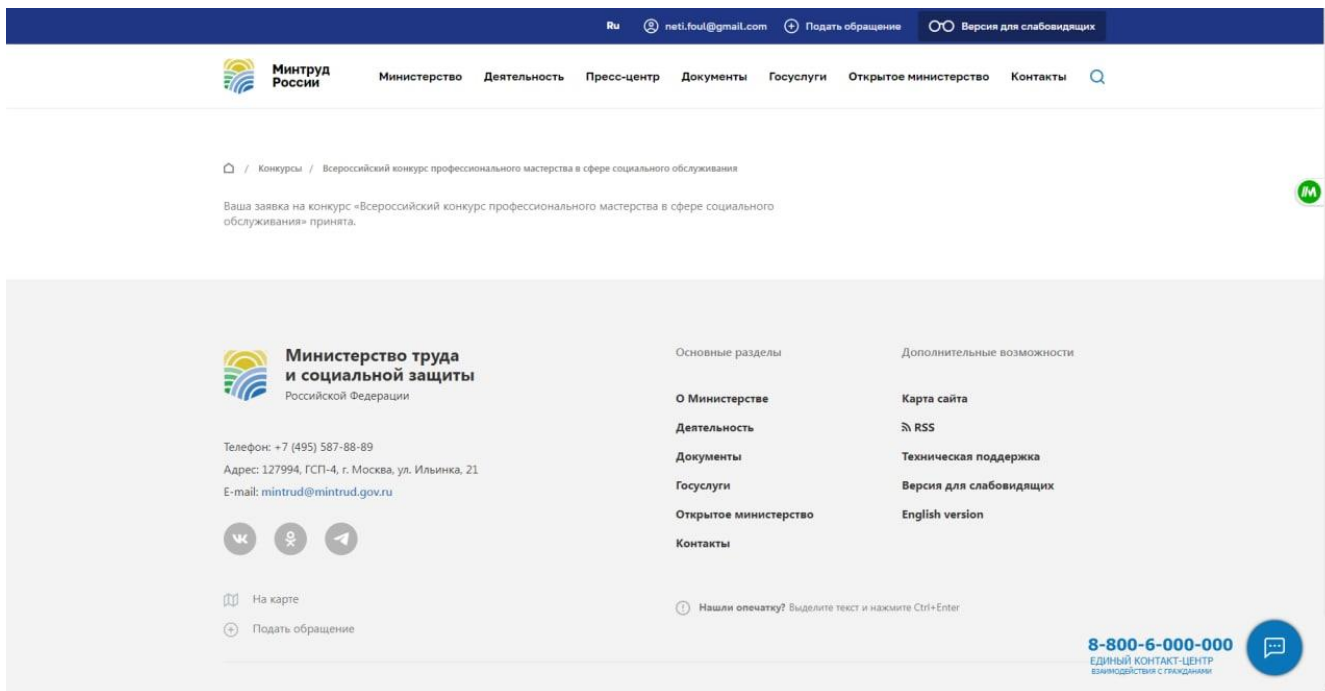 Ru neti.foul@gmail.com Подать обращение Версия для слабовидящих
Минтруд
России
Министерство Деятельность Пресс-центр Документы Госуслуги Открытое министерство Контакты
/ Конкурсы / Всероссийский конкурс профессионального мастерства в сфере социального обслуживания
Ваша заявка на конкурс «Всероссийский конкурс профессионального мастерства в сфере социального
обслуживания» принята.
Министерство труда
и социальной защиты
Российской Федерации
Телефон: +7 (495) 587-88-89
Адрес: 127994, ГСП-4, г. Москва, ул. Ильинка, 21
E-mail: mintrud@mintrud.gov.ru
На карте
Подать обращение
Основные разделы
О Министерстве
Деятельность
Документы
Госуслуги
Открытое министерство
Контакты
Дополнительные возможности
Карта сайта
RSS
Техническая поддержка
Версия для слабовидящих
English version
Нашли опечатку? Выделите текст и нажмите Ctrl+Enter
8-800-6-000-000
ЕДИНЫЙ КОНТАКТ-ЦЕНТР
ВЗАИМОДЕЙСТВИЯ С ГРАЖДАНАМИ